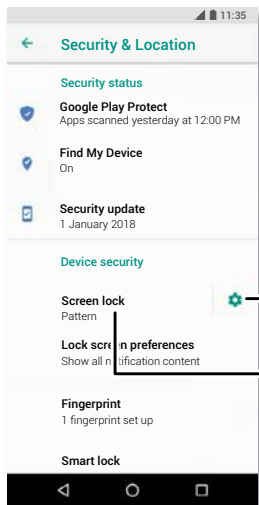 11:35
Security & Location
Security status
Google Play Protect
Apps scanned yesterday at 12:00 PM
Find My Device
On
Security update
1 January 2018
Device security
Screen lock
Pattern
Lock screen preferences
Show all notification content
Fingerprint
1 fingerprint set up
Smart lock